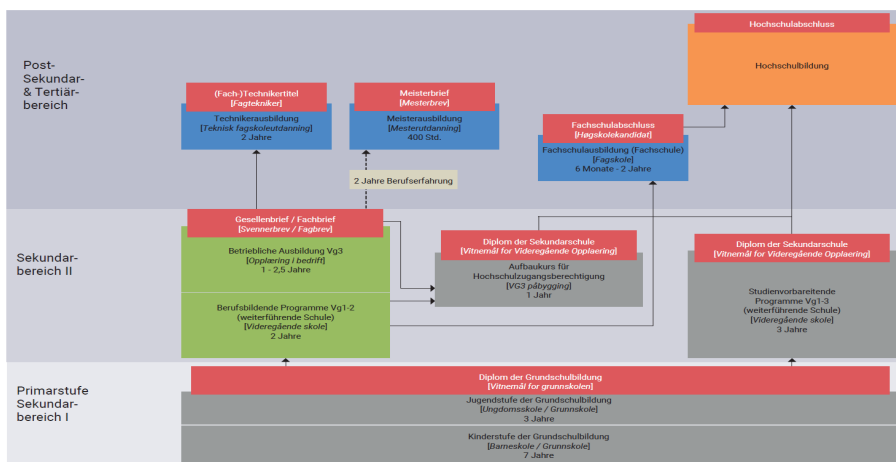 Post-
Sekundar-
& Tertiär-
bereich
Hochschulabschluss
Hochschulbildung
(Fach-)Technikertitel
[Fagtekniker]
Technikerausbildung
[Teknisk fagskoleutdanning]
2 Jahre
Meisterbrief
[Mesterbrev]
Meisterausbildung
[Mesterutdanning]
400 Std.
Fachschulabschluss
[Høgskolekandidat]
Fachschulausbildung (Fachschule)
[Fagskole]
6 Monate - 2 Jahre
2 Jahre Berufserfahrung
Sekundar-
bereich II
Gesellenbrief / Fachbrief
[Svennerbrev / Fagbrev]
Betriebliche Ausbildung Vg3
[Opplæring i bedrift]
1 - 2,5 Jahre
Berufsbildende Programme Vg1-2
(weiterführende Schule)
[Videregående skole]
2 Jahre
Diplom der Sekundarschule
[Vitnemål for Videregående Opplaering]
Aufbaukurs für
Hochschulzugangsberechtigung
[VG3 påbygging]
1 Jahr
Diplom der Sekundarschule
[Vitnemål for Videregående Opplaering]
Studienvorbareitende
Programme Vg1-3
(weiterführende Schule)
[Videregående skole]
3 Jahre
Primarstufe
Sekundar-
bereich I
Diplom der Grundschulbildung
[Vitnemål for grunnskolen]
Jugendstufe der Grundschulbildung
[Ungdomsskole / Grunnskole]
3 Jahre
Kinderstufe der Grundschulbildung
[Barneskole / Grunnskole]
7 Jahre